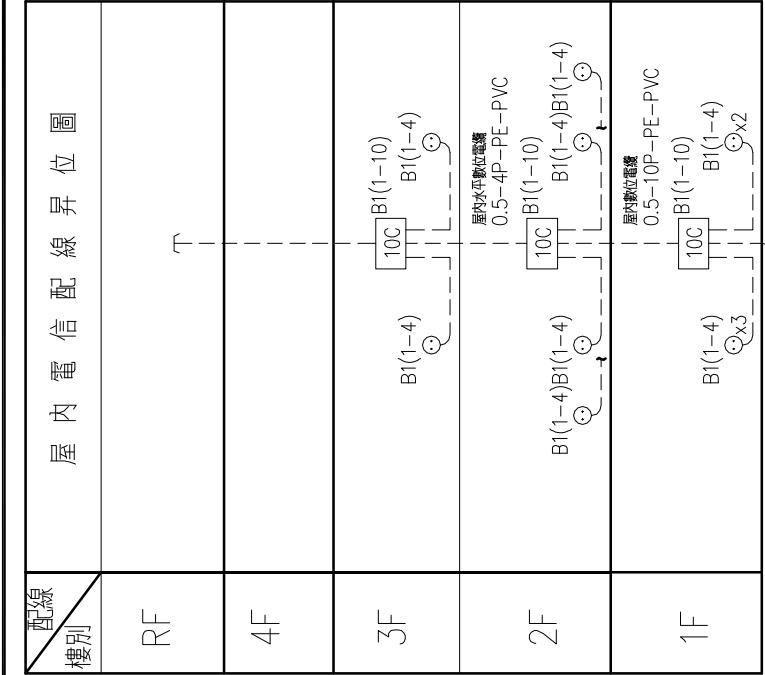 屋內電信配線昇位圖
配線
樓別
RF
4F
3F
B1(1-10)
10C
B1(1-4)
B1(1-4)
2F
屋內水平數位電纜
0.5-4P-PE-PVC
B1(1-10)
10C
B1(1-4)B1(1-4)
B1(1-4)B1(1-4)
1F
屋內數位電纜
0.5-10P-PE-PVC
B1(1-10)
10C
B1(1-4)
x3
B1(1-4)
x2